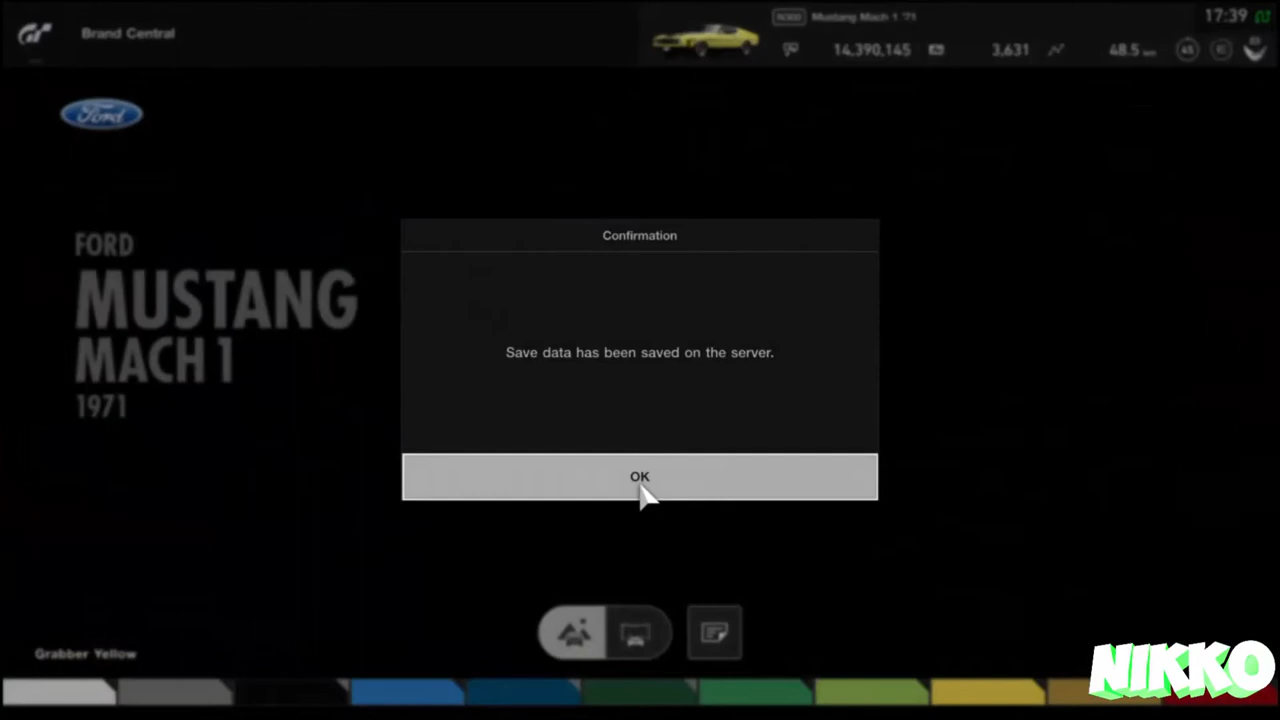 Brand Central
Mustang Mach 1 '71
17:39
14,390,145
3,631
48.5
Ford
FORD
MUSTANG
MACH 1
1971
Confirmation
Save data has been saved on the server.
OK
Grabber Yellow
NIKKO